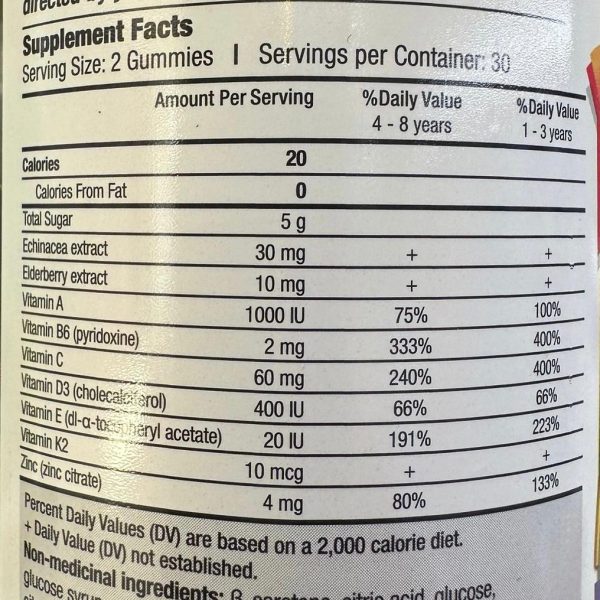 Supplement Facts
Serving Size: 2 Gummies | Servings per Container: 30
Amount Per Serving %Daily Value %Daily Value
4 - 8 years 1 - 3 years
Calories 20
Calories From Fat 0
Total Sugar 5 g
Echinacea extract 30 mg + +
Elderberry extract 10 mg + +
Vitamin A 1000 IU 75% 100%
Vitamin B6 (pyridoxine) 2 mg 333% 400%
Vitamin C 60 mg 240% 400%
Vitamin D3 (cholecalciferol) 400 IU 66% 66%
Vitamin E (dl-α-tocopheryl acetate) 20 IU 191% 223%
Vitamin K2 10 mcg + +
Zinc (zinc citrate) 4 mg 80% 133%
Percent Daily Values (DV) are based on a 2,000 calorie diet.
+ Daily Value (DV) not established.
Non-medicinal ingredients: citric acid, glucose,
glucose